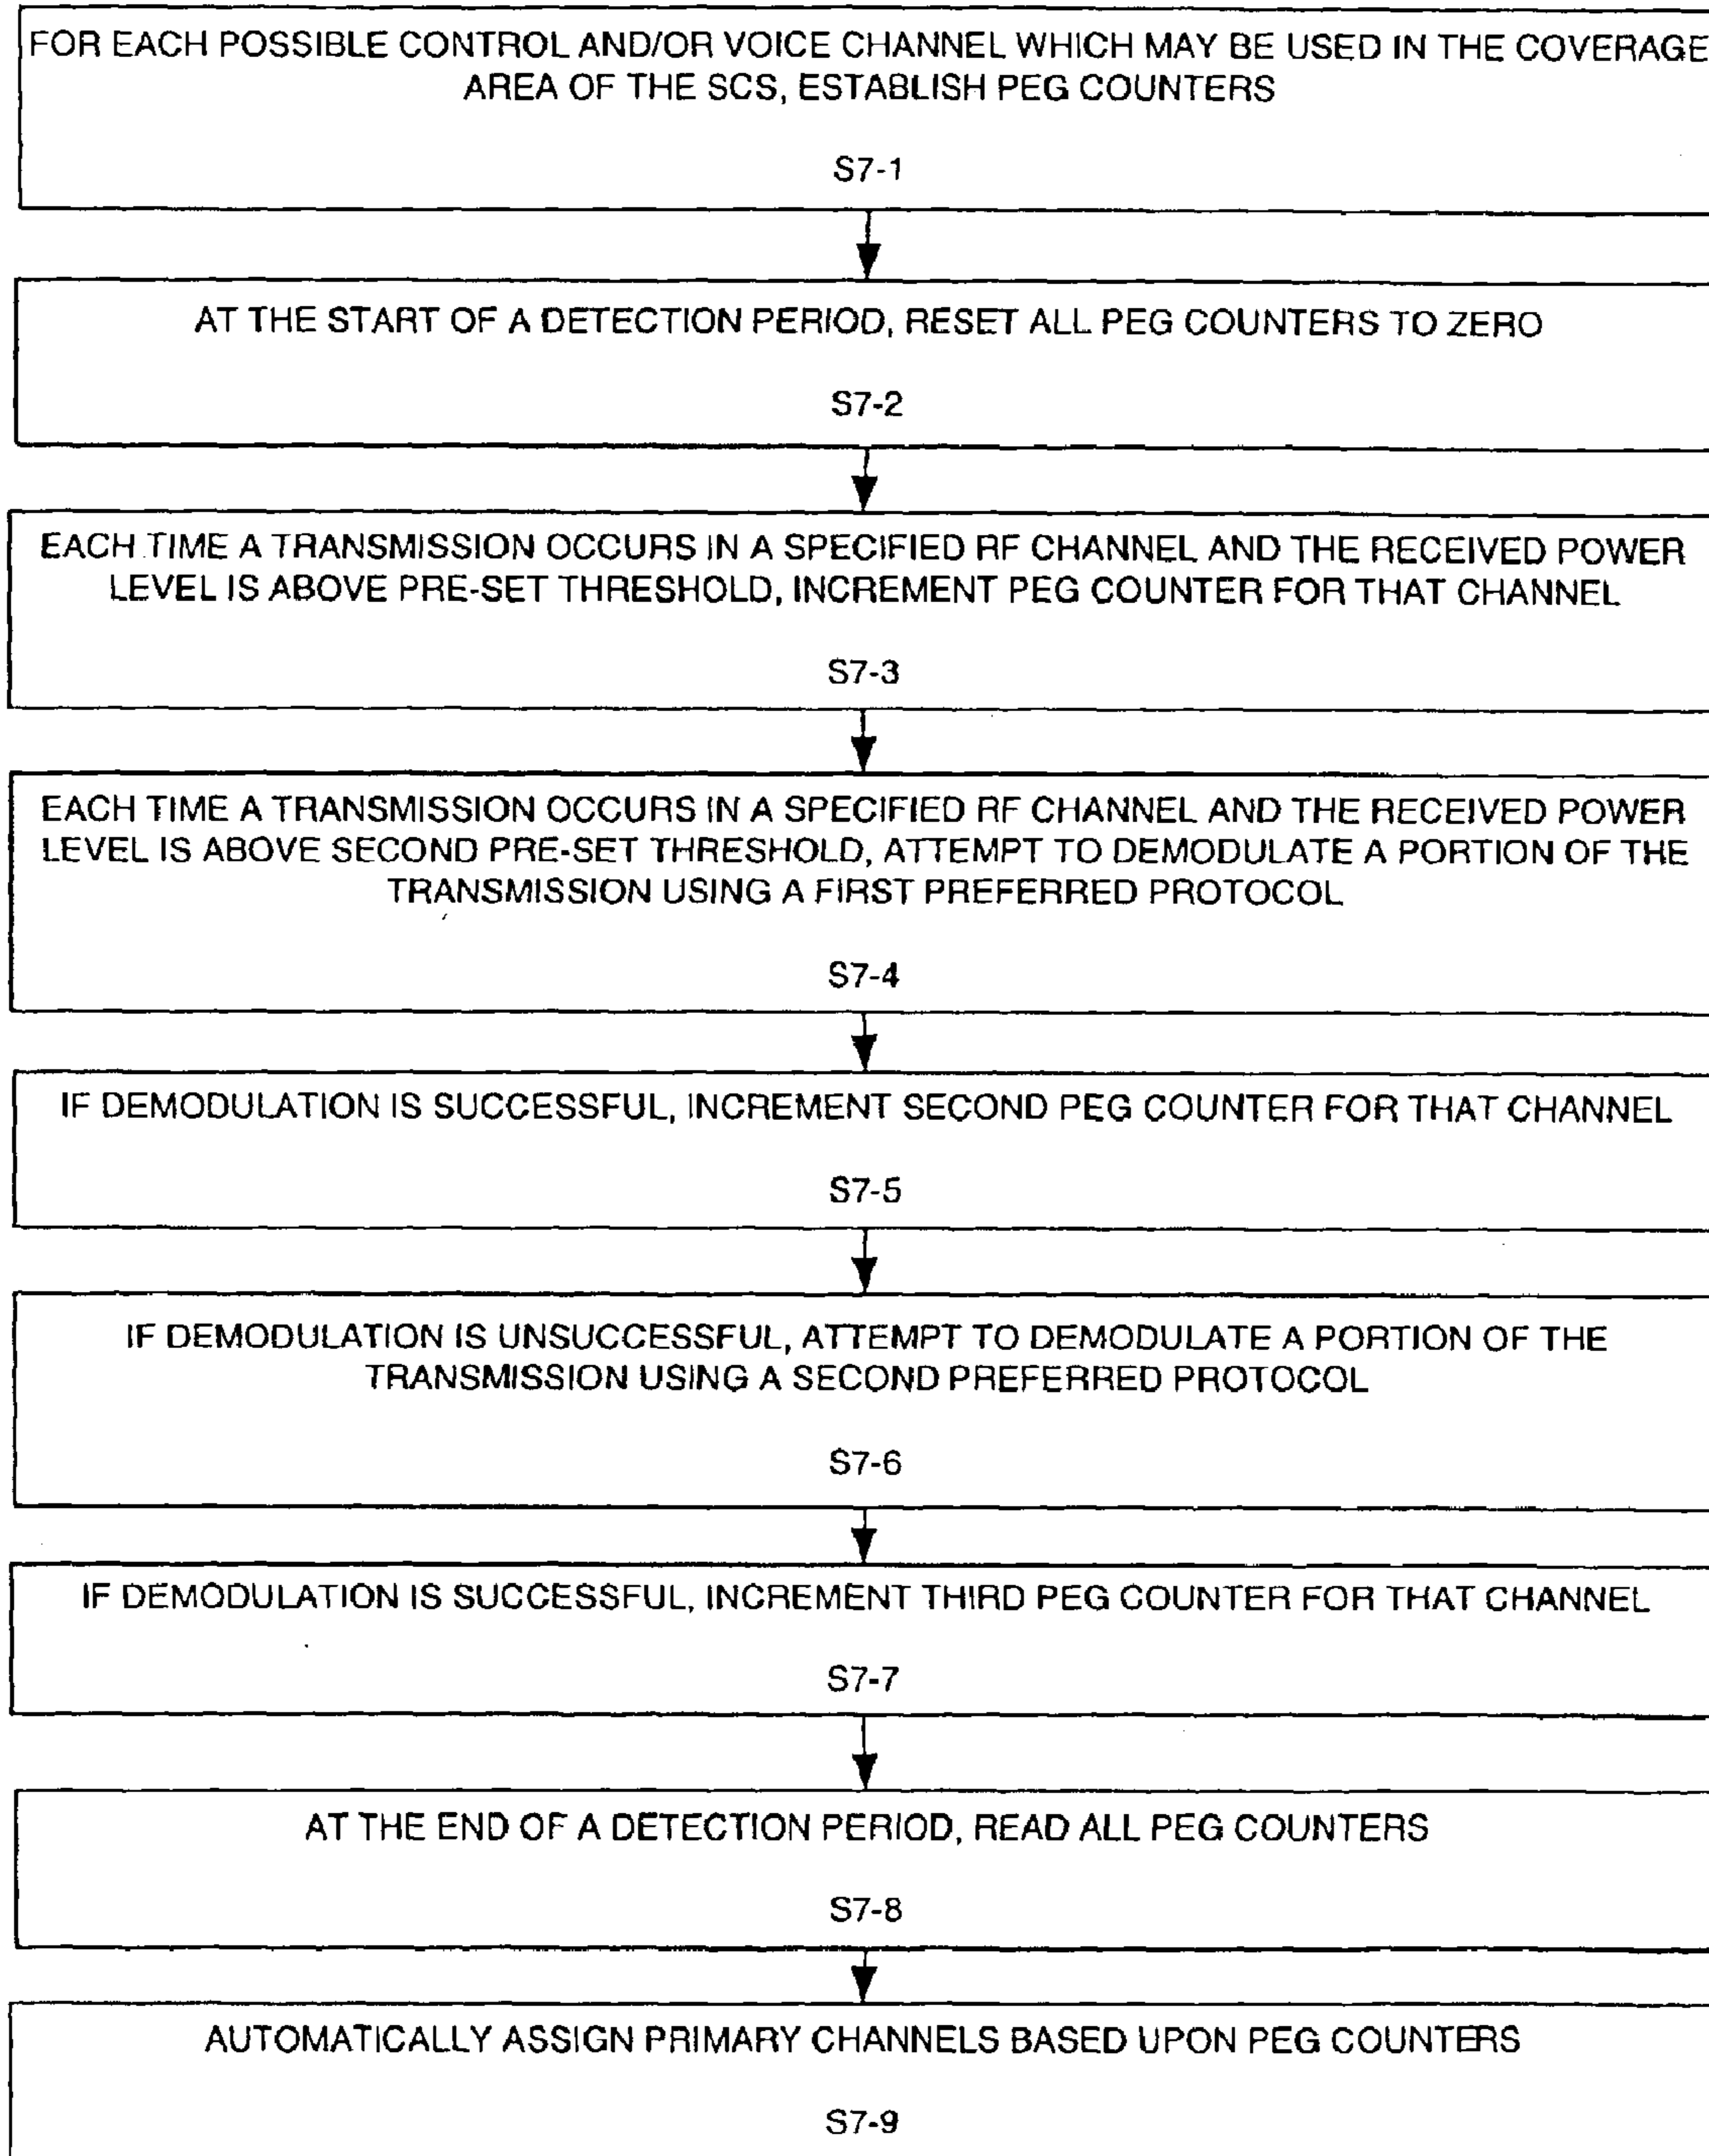 FOR EACH POSSIBLE CONTROL AND/OR VOICE CHANNEL WHICH MAY BE USED IN THE COVERAGE
AREA OF THE SCS, ESTABLISH PEG COUNTERS
S7-1
AT THE START OF A DETECTION PERIOD, RESET ALL PEG COUNTERS TO ZERO
S7-2
EACH TIME A TRANSMISSION OCCURS IN A SPECIFIED RF CHANNEL AND THE RECEIVED POWER
LEVEL IS ABOVE PRE-SET THRESHOLD, INCREMENT PEG COUNTER FOR THAT CHANNEL
S7-3
EACH TIME A TRANSMISSION OCCURS IN A SPECIFIED RF CHANNEL AND THE RECEIVED POWER
LEVEL IS ABOVE SECOND PRE-SET THRESHOLD, ATTEMPT TO DEMODULATE A PORTION OF THE
TRANSMISSION USING A FIRST PREFERRED PROTOCOL
S7-4
IF DEMODULATION IS SUCCESSFUL, INCREMENT SECOND PEG COUNTER FOR THAT CHANNEL
S7-5
IF DEMODULATION IS UNSUCCESSFUL, ATTEMPT TO DEMODULATE A PORTION OF THE
TRANSMISSION USING A SECOND PREFERRED PROTOCOL
S7-6
IF DEMODULATION IS SUCCESSFUL, INCREMENT THIRD PEG COUNTER FOR THAT CHANNEL
S7-7
AT THE END OF A DETECTION PERIOD, READ ALL PEG COUNTERS
S7-8
AUTOMATICALLY ASSIGN PRIMARY CHANNELS BASED UPON PEG COUNTERS
S7-9